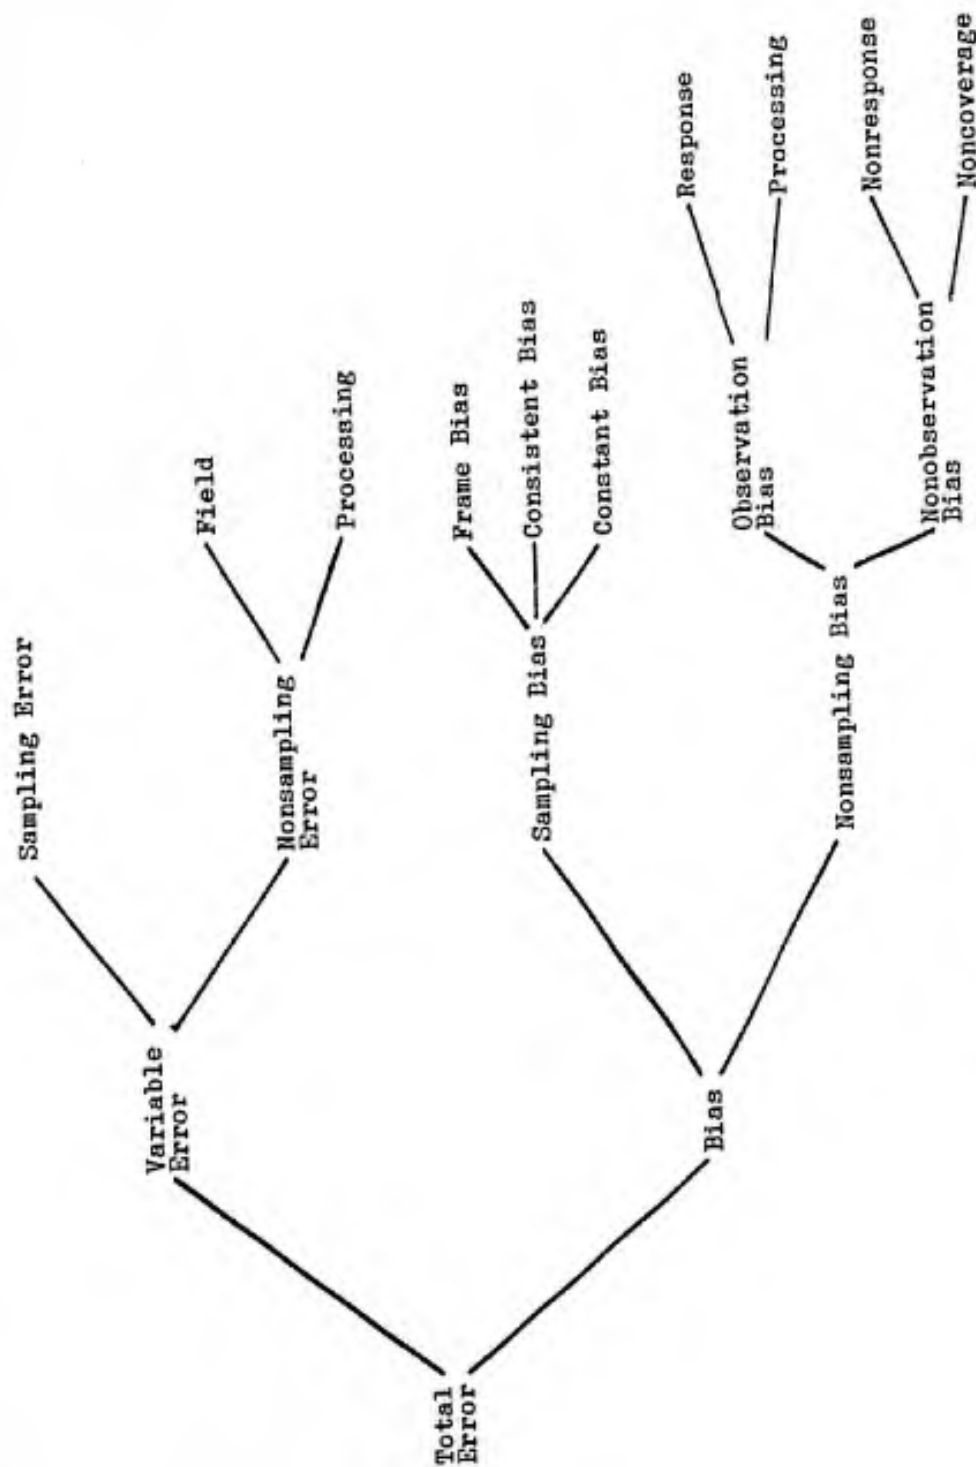 Total
Error
Variable
Error
Sampling Error
Nonsampling
Error
Field
Processing
Bias
Sampling Bias
Frame Bias
Consistent Bias
Constant Bias
Nonsampling Bias
Observation
Bias
Response
Processing
Nonobservation
Bias
Nonresponse
Noncoverage